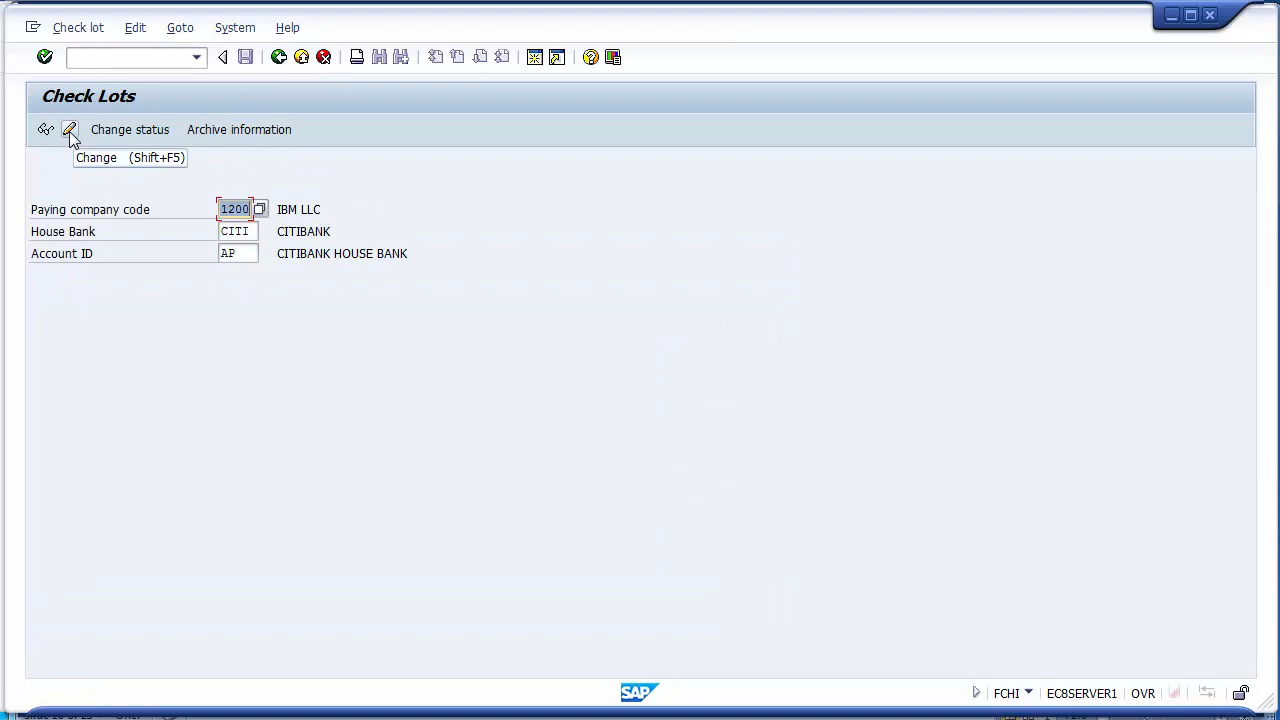 Check lot Edit Goto System Help
Check Lots
Change status Archive information
Change (Shift+F5)
Paying company code 1200 IBM LLC
House Bank CITI CITIBANK
Account ID AP CITIBANK HOUSE BANK
SAP FCHI ECC6SERVER1 OVR